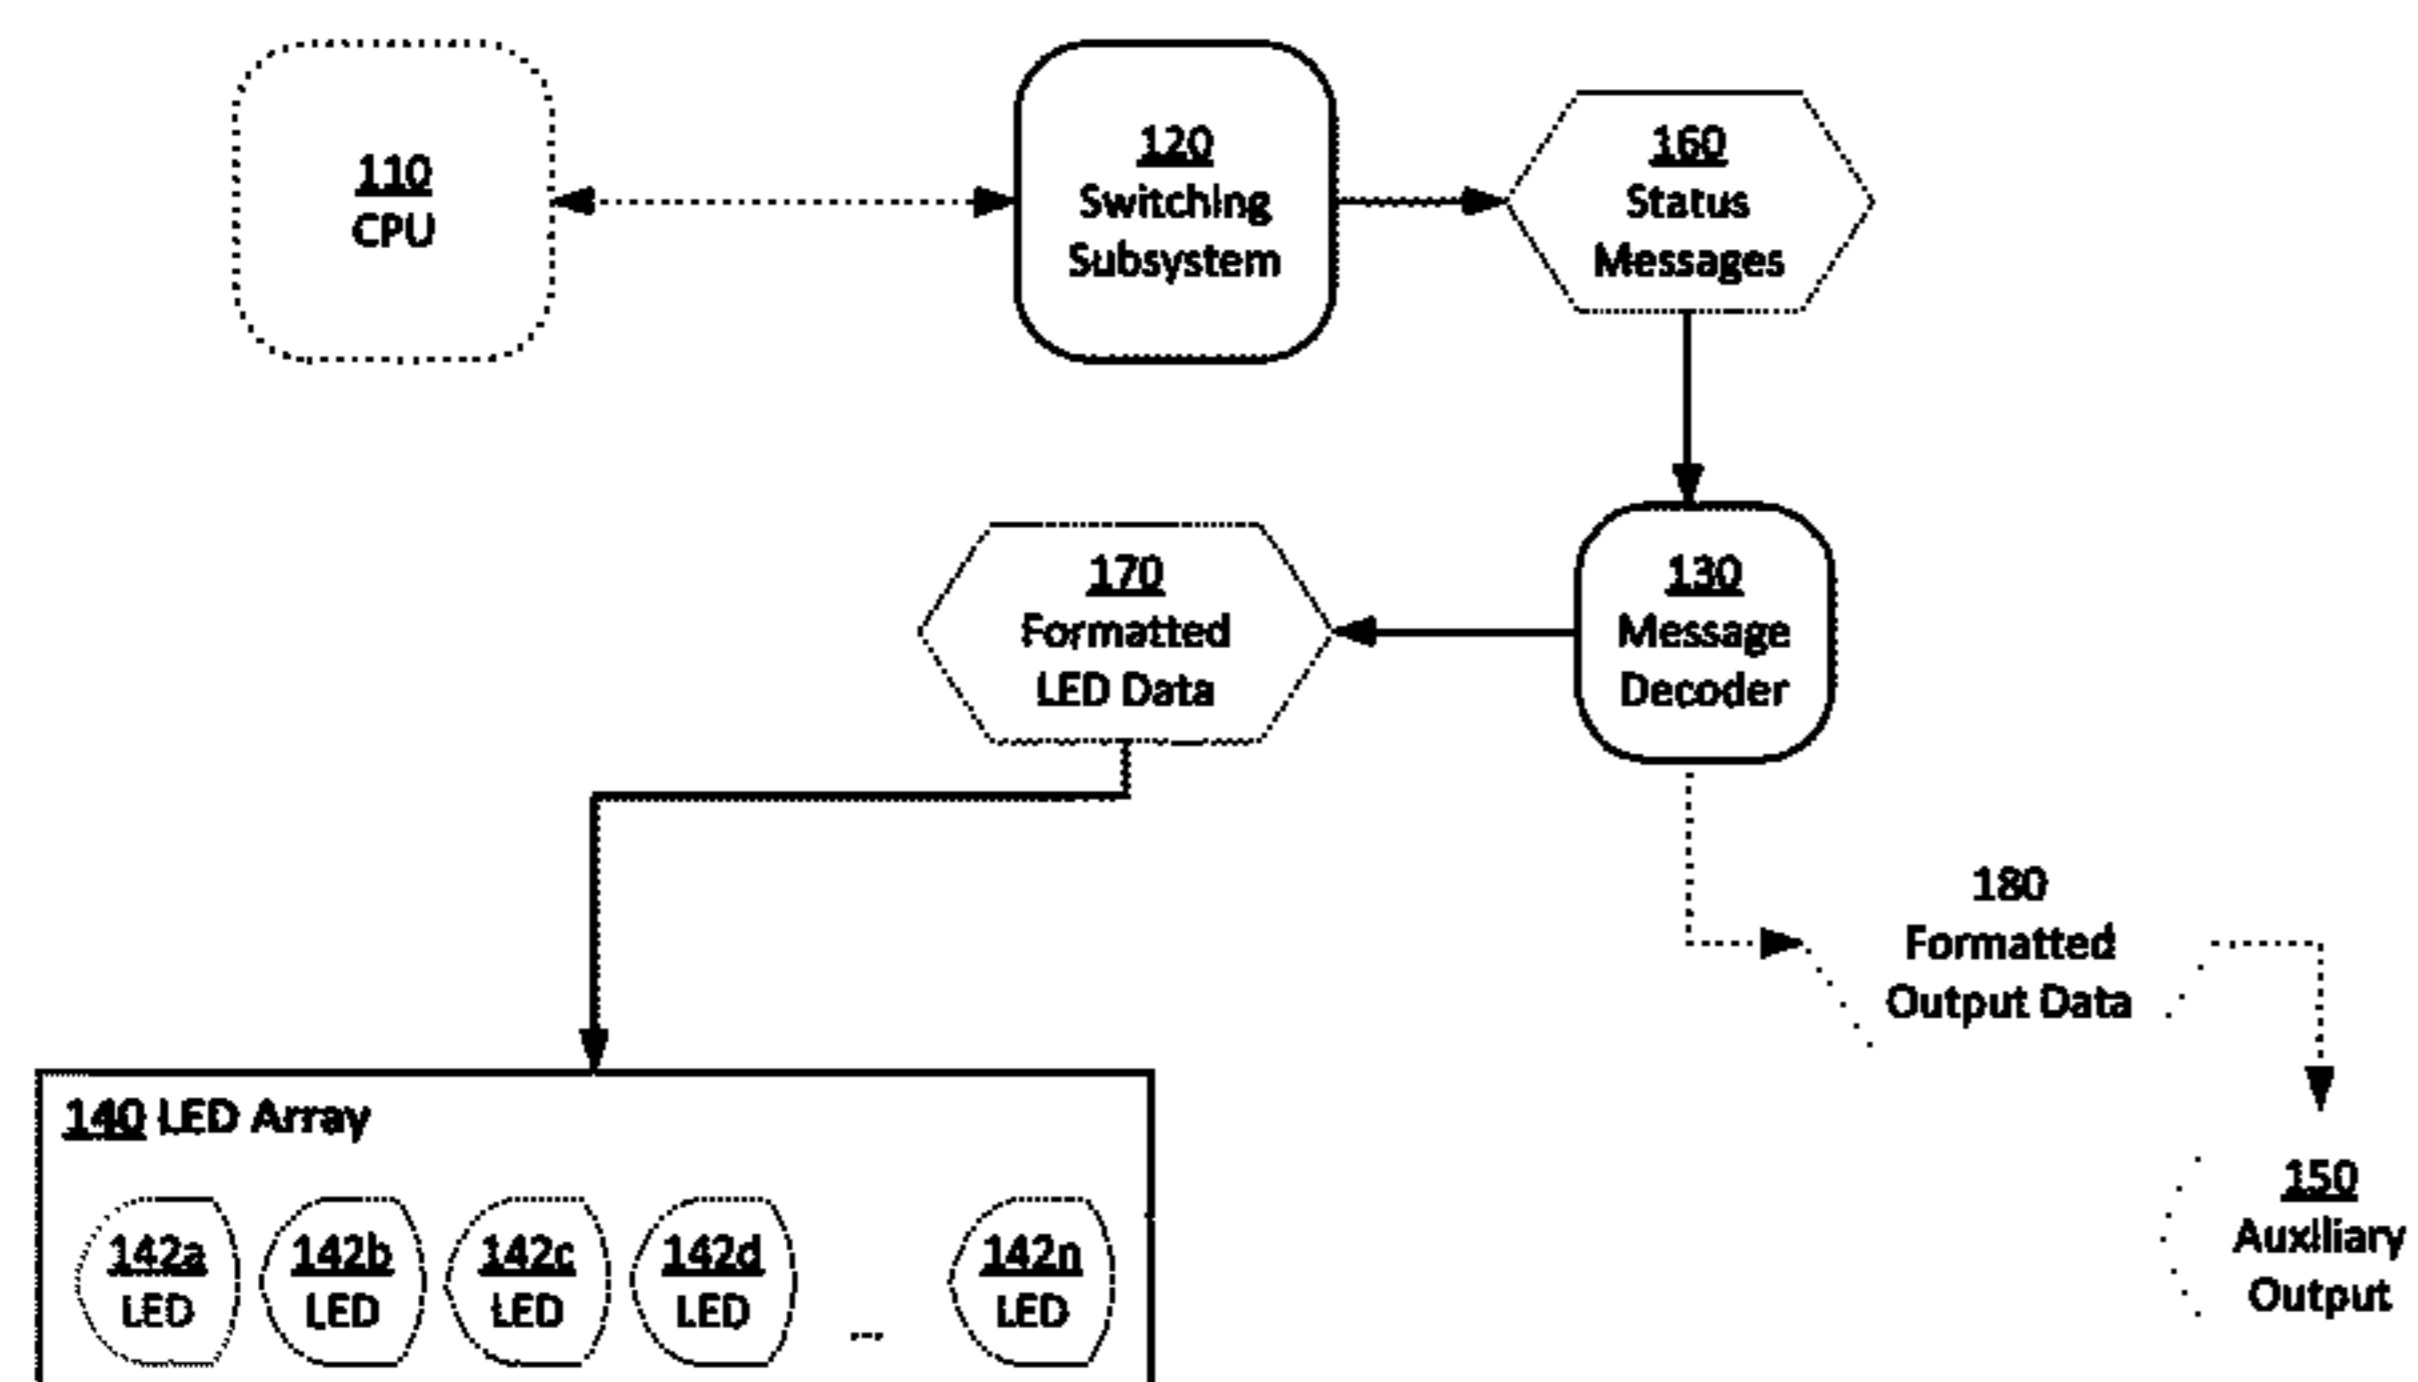 110
CPU
120
Switching
Subsystem
160
Status
Messages
170
Formatted
LED Data
130
Message
Decoder
180
Formatted
Output Data
140 LED Array
142a
LED
142b
LED
142c
LED
142d
LED
...
142n
LED
150
Auxiliary
Output